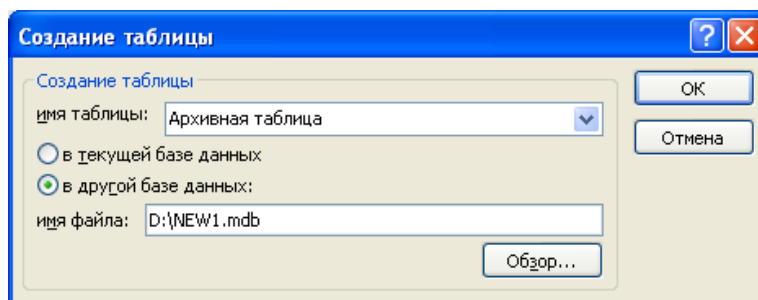 Создание таблицы
Создание таблицы
имя таблицы: Архивная таблица
в текущей базе данных
в другой базе данных:
имя файла: D:\NEW1.mdb
Обзор...
ОК
Отмена